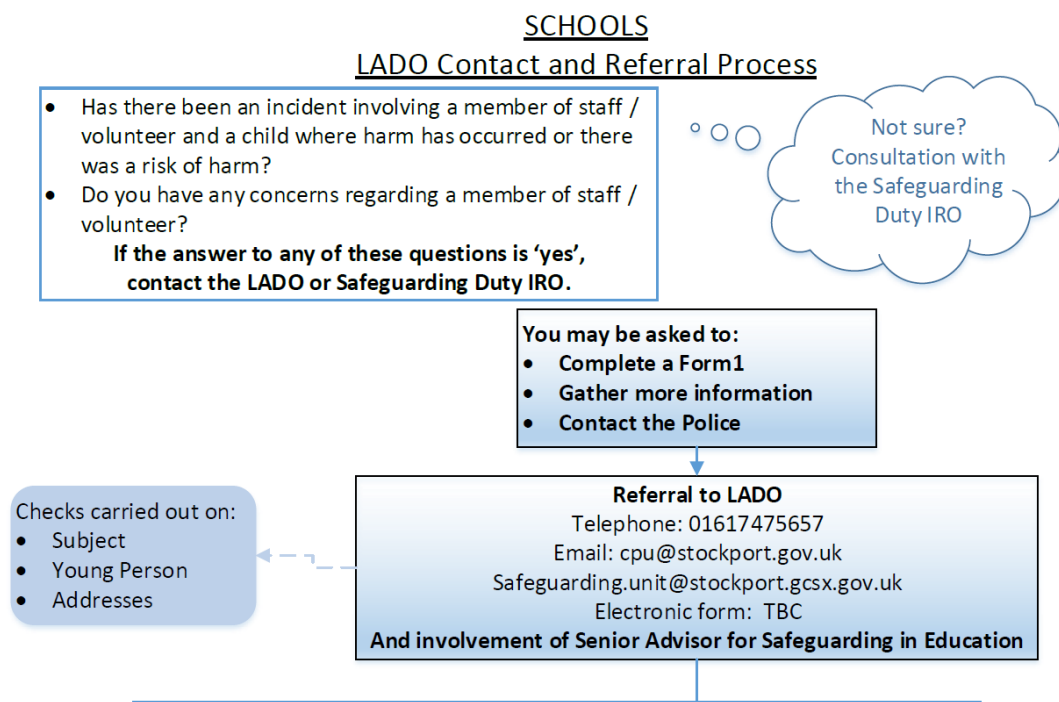 SCHOOLS
LADO Contact and Referral Process
• Has there been an incident involving a member of staff /
volunteer and a child where harm has occurred or there
was a risk of harm?
• Do you have any concerns regarding a member of staff /
volunteer?
If the answer to any of these questions is ‘yes’,
contact the LADO or Safeguarding Duty IRO.
Not sure?
Consultation with
the Safeguarding
Duty IRO
You may be asked to:
• Complete a Form1
• Gather more information
• Contact the Police
Checks carried out on:
• Subject
• Young Person
• Addresses
Referral to LADO
Telephone: 01617475657
Email: cpu@stockport.gov.uk
Safeguarding.unit@stockport.gcsx.gov.uk
Electronic form: TBC
And involvement of Senior Advisor for Safeguarding in Education